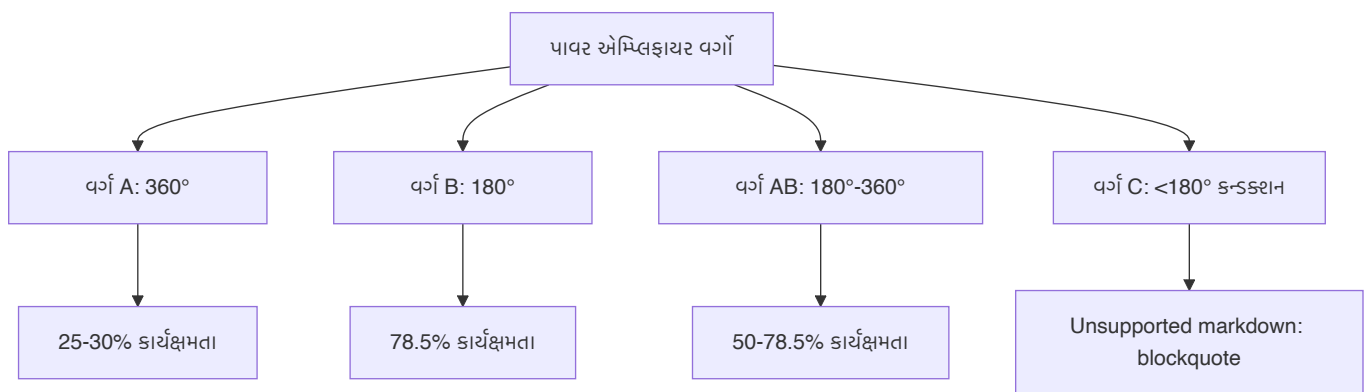 પાવર એમ્પ્લિફાયર વર્ગો
વર્ગ A: 360°
વર્ગ B: 180°
વર્ગ AB: 180°-360°
વર્ગ C: <180° કન્ડક્શન
25-30% કાર્યક્ષમતા
78.5% કાર્યક્ષમતા
50-78.5% કાર્યક્ષમતા
Unsupported markdown:
blockquote